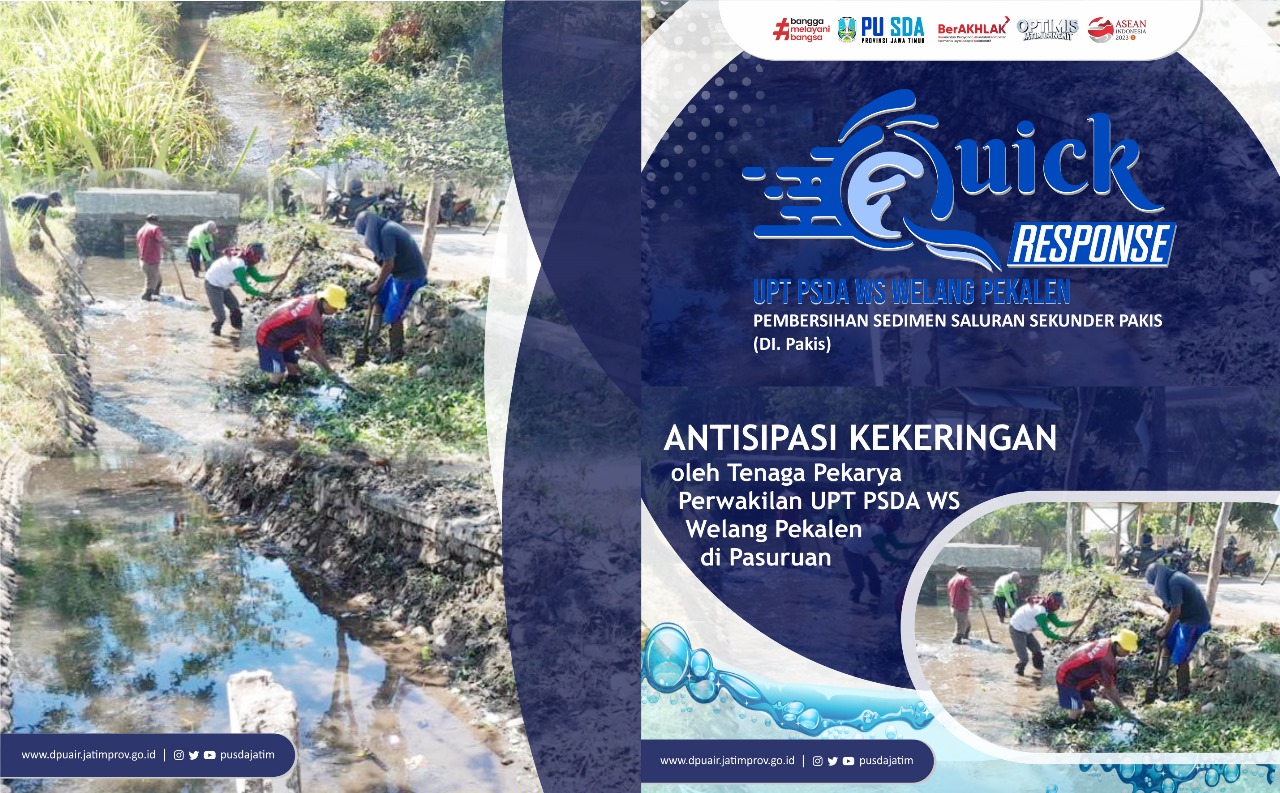 www.dpuair.jatimprov.go.id | pusdajatim
#bangga
melayani
bangsa
PU SDA
PROVINSI JAWA TIMUR
BerAKHLAK
OPTIMIS
ASEAN
INDONESIA
2023
Quick
RESPONSE
UPT PSDA WS WELANG PEKALEN
PEMBERSIHAN SEDIMEN SALURAN SEKUNDER PAKIS
(DI. Pakis)
ANTISIPASI KEKERINGAN
oleh Tenaga Pekarya
Perwakilan UPT PSDA WS
Welang Pekalen
di Pasuruan
www.dpuair.jatimprov.go.id | pusdajatim